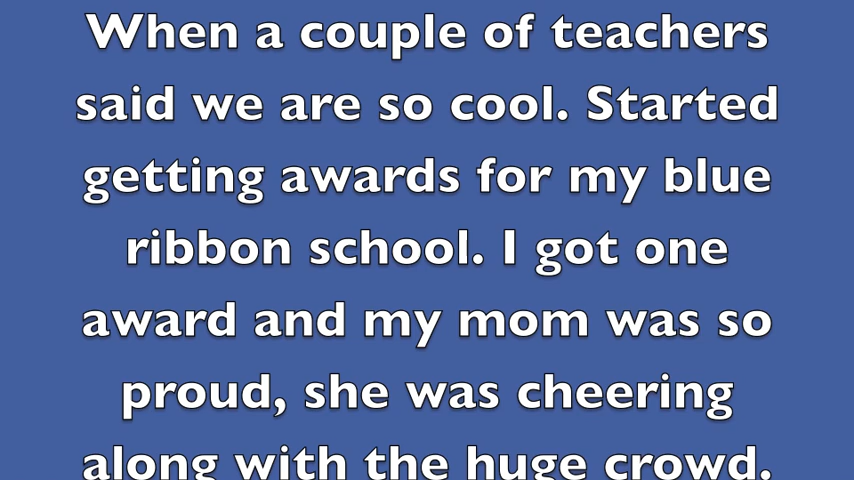 When a couple of teachers
said we are so cool. Started
getting awards for my blue
ribbon school. I got one
award and my mom was so
proud, she was cheering
along with the huge crowd.